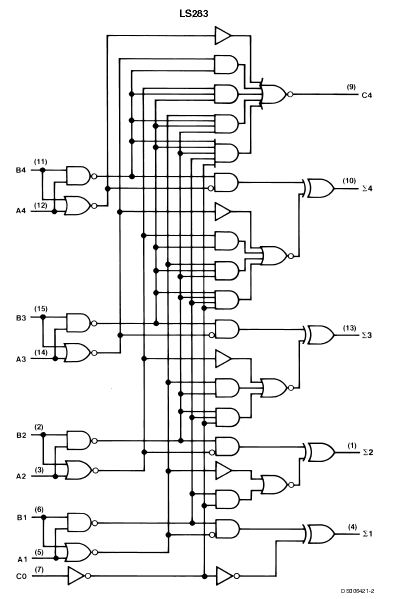 LS283
(9) C4
B4 (11)
(10) Σ4
A4 (12)
B3 (15)
(13) Σ3
A3 (14)
B2 (2)
(1) Σ2
A2 (3)
B1 (6)
(4) Σ1
A1 (5)
C0 (7)
DS006421-2